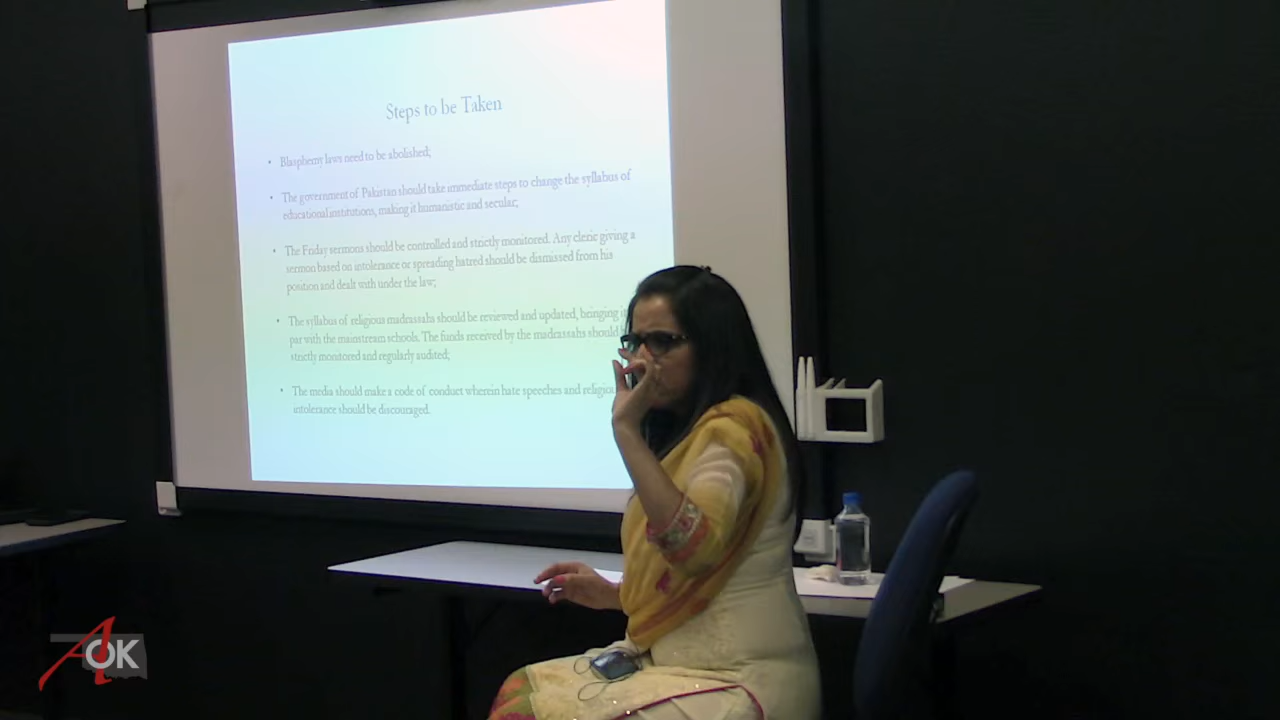 Steps to be Taken
• Blasphemy laws need to be abolished;
• The government of Pakistan should take immediate steps to change the syllabus of
educational institutions, making it humanistic and secular;
• The Friday sermons should be controlled and strictly monitored. Any cleric giving a
sermon based on intolerance or spreading hatred should be dismissed from his
position and dealt with under the law;
• The syllabus of religious madrassahs should be reviewed and updated, bringing it
par with the mainstream schools. The funds received by the madrassahs should
strictly monitored and regularly audited;
• The media should make a code of conduct wherein hate speeches and
intolerance should be discouraged.
AOK